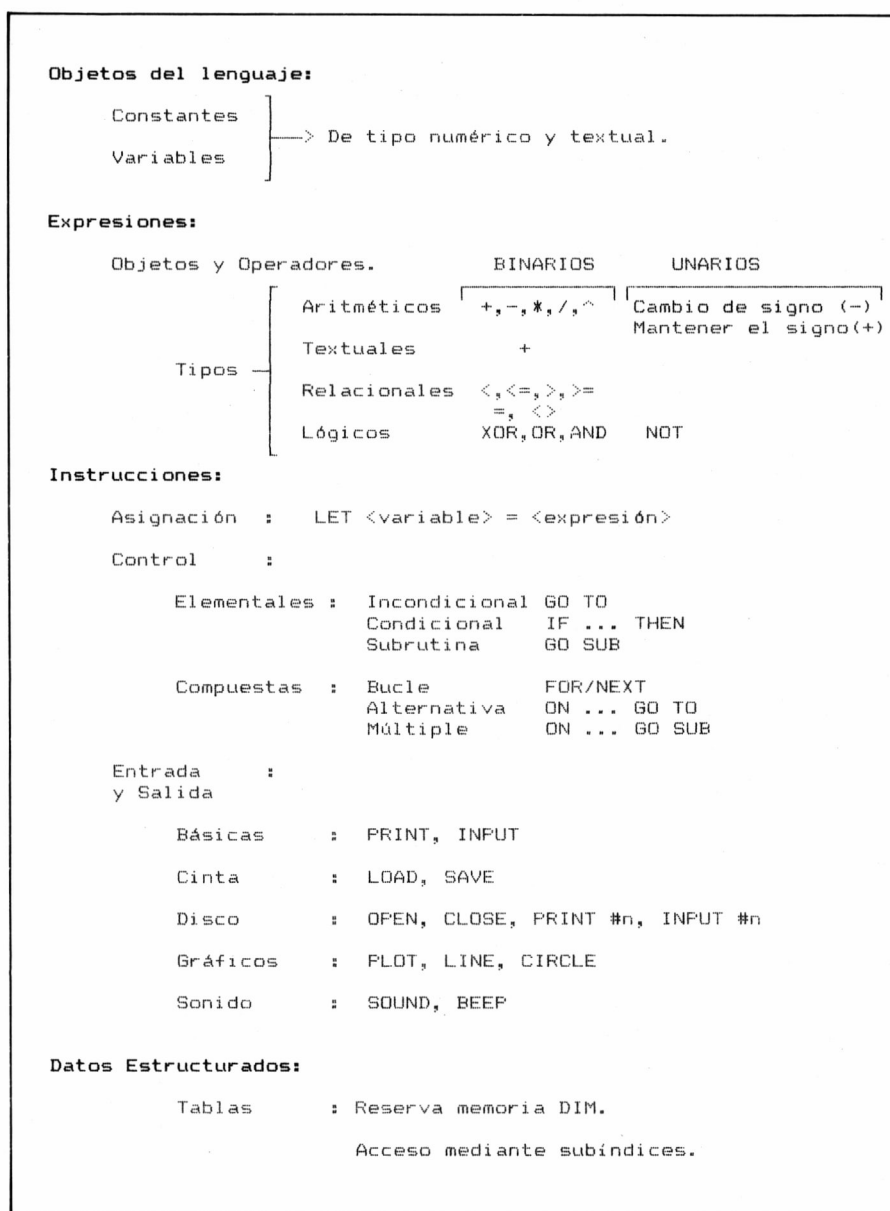 Objetos del lenguaje:
Constantes
De tipo numérico y textual.
Variables
Expresiones:
Objetos y Operadores. BINARIOS UNARIOS
Aritméticos +,-,*,/,^ Cambio de signo (-)
Mantener el signo(+)
Textuales +
Tipos
Relacionales <,<=,>,>=
=, <>
Lógicos XOR,OR,AND NOT
Instrucciones:
Asignación : LET <variable> = <expresión>
Control :
Elementales : Incondicional GO TO
Condicional IF ... THEN
Subrutina GO SUB
Compuestas : Bucle FOR/NEXT
Alternativa ON ... GO TO
Múltiple ON ... GO SUB
Entrada :
y Salida
Básicas : PRINT, INPUT
Cinta : LOAD, SAVE
Disco : OPEN, CLOSE, PRINT #n, INPUT #n
Gráficos : PLOT, LINE, CIRCLE
Sonido : SOUND, BEEP
Datos Estructurados:
Tablas : Reserva memoria DIM.
Acceso mediante subíndices.